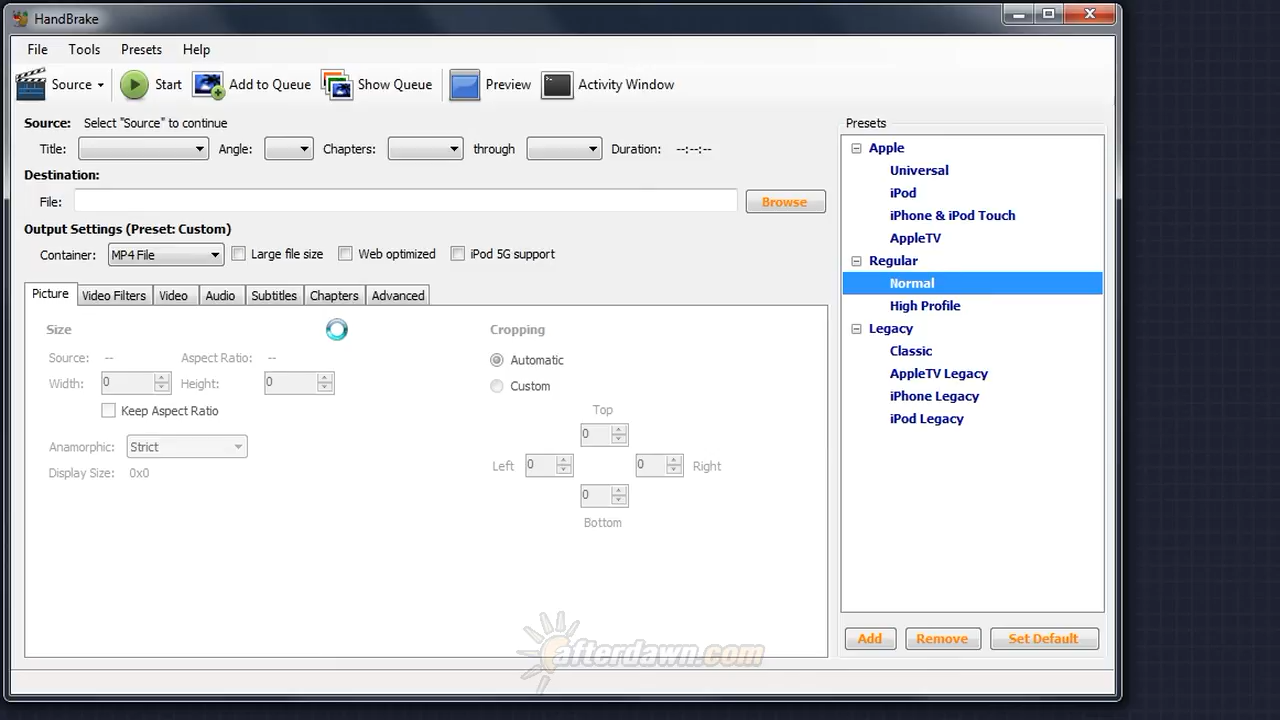 HandBrake
File Tools Presets Help
Source Start Add to Queue Show Queue Preview Activity Window
Source: Select "Source" to continue
Title: Angle: Chapters: through Duration: --:--:--
Destination:
File: Browse
Output Settings (Preset: Custom)
Container: MP4 File Large file size Web optimized iPod 5G support
Picture Video Filters Video Audio Subtitles Chapters Advanced
Size
Source: -- Aspect Ratio: --
Width: 0 Height: 0
Keep Aspect Ratio
Anamorphic: Strict
Display Size: 0x0
Cropping
Automatic
Custom
Top
0
Left 0 0 Right
0
Bottom
Presets
Apple
Universal
iPod
iPhone & iPod Touch
AppleTV
Regular
Normal
High Profile
Legacy
Classic
AppleTV Legacy
iPhone Legacy
iPod Legacy
Add Remove Set Default
afterdawn.com